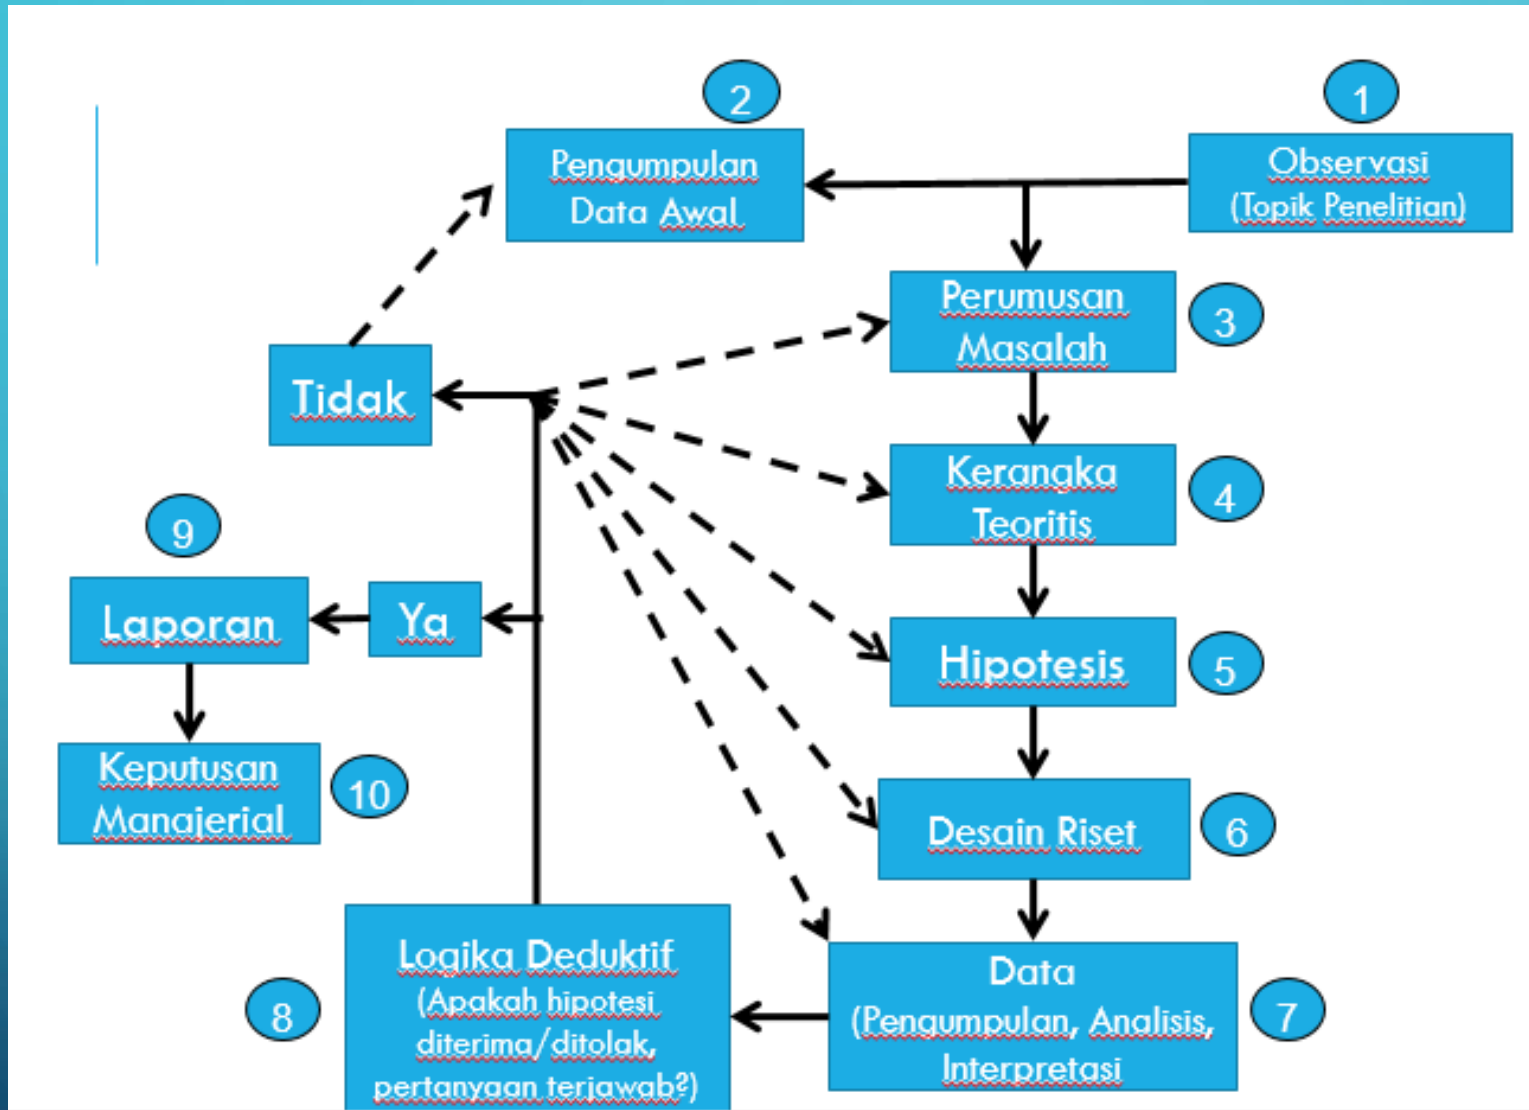 1
Observasi
(Topik Penelitian)
2
Pengumpulan
Data Awal
3
Perumusan
Masalah
4
Kerangka
Teoritis
5
Hipotesis
6
Desain Riset
7
Data
(Pengumpulan, Analisis,
Interpretasi
8
Logika Deduktif
(Apakah hipotesi
diterima/ditolak,
pertanyaan terjawab?)
Tidak
Ya
9
Laporan
10
Keputusan
Manajerial